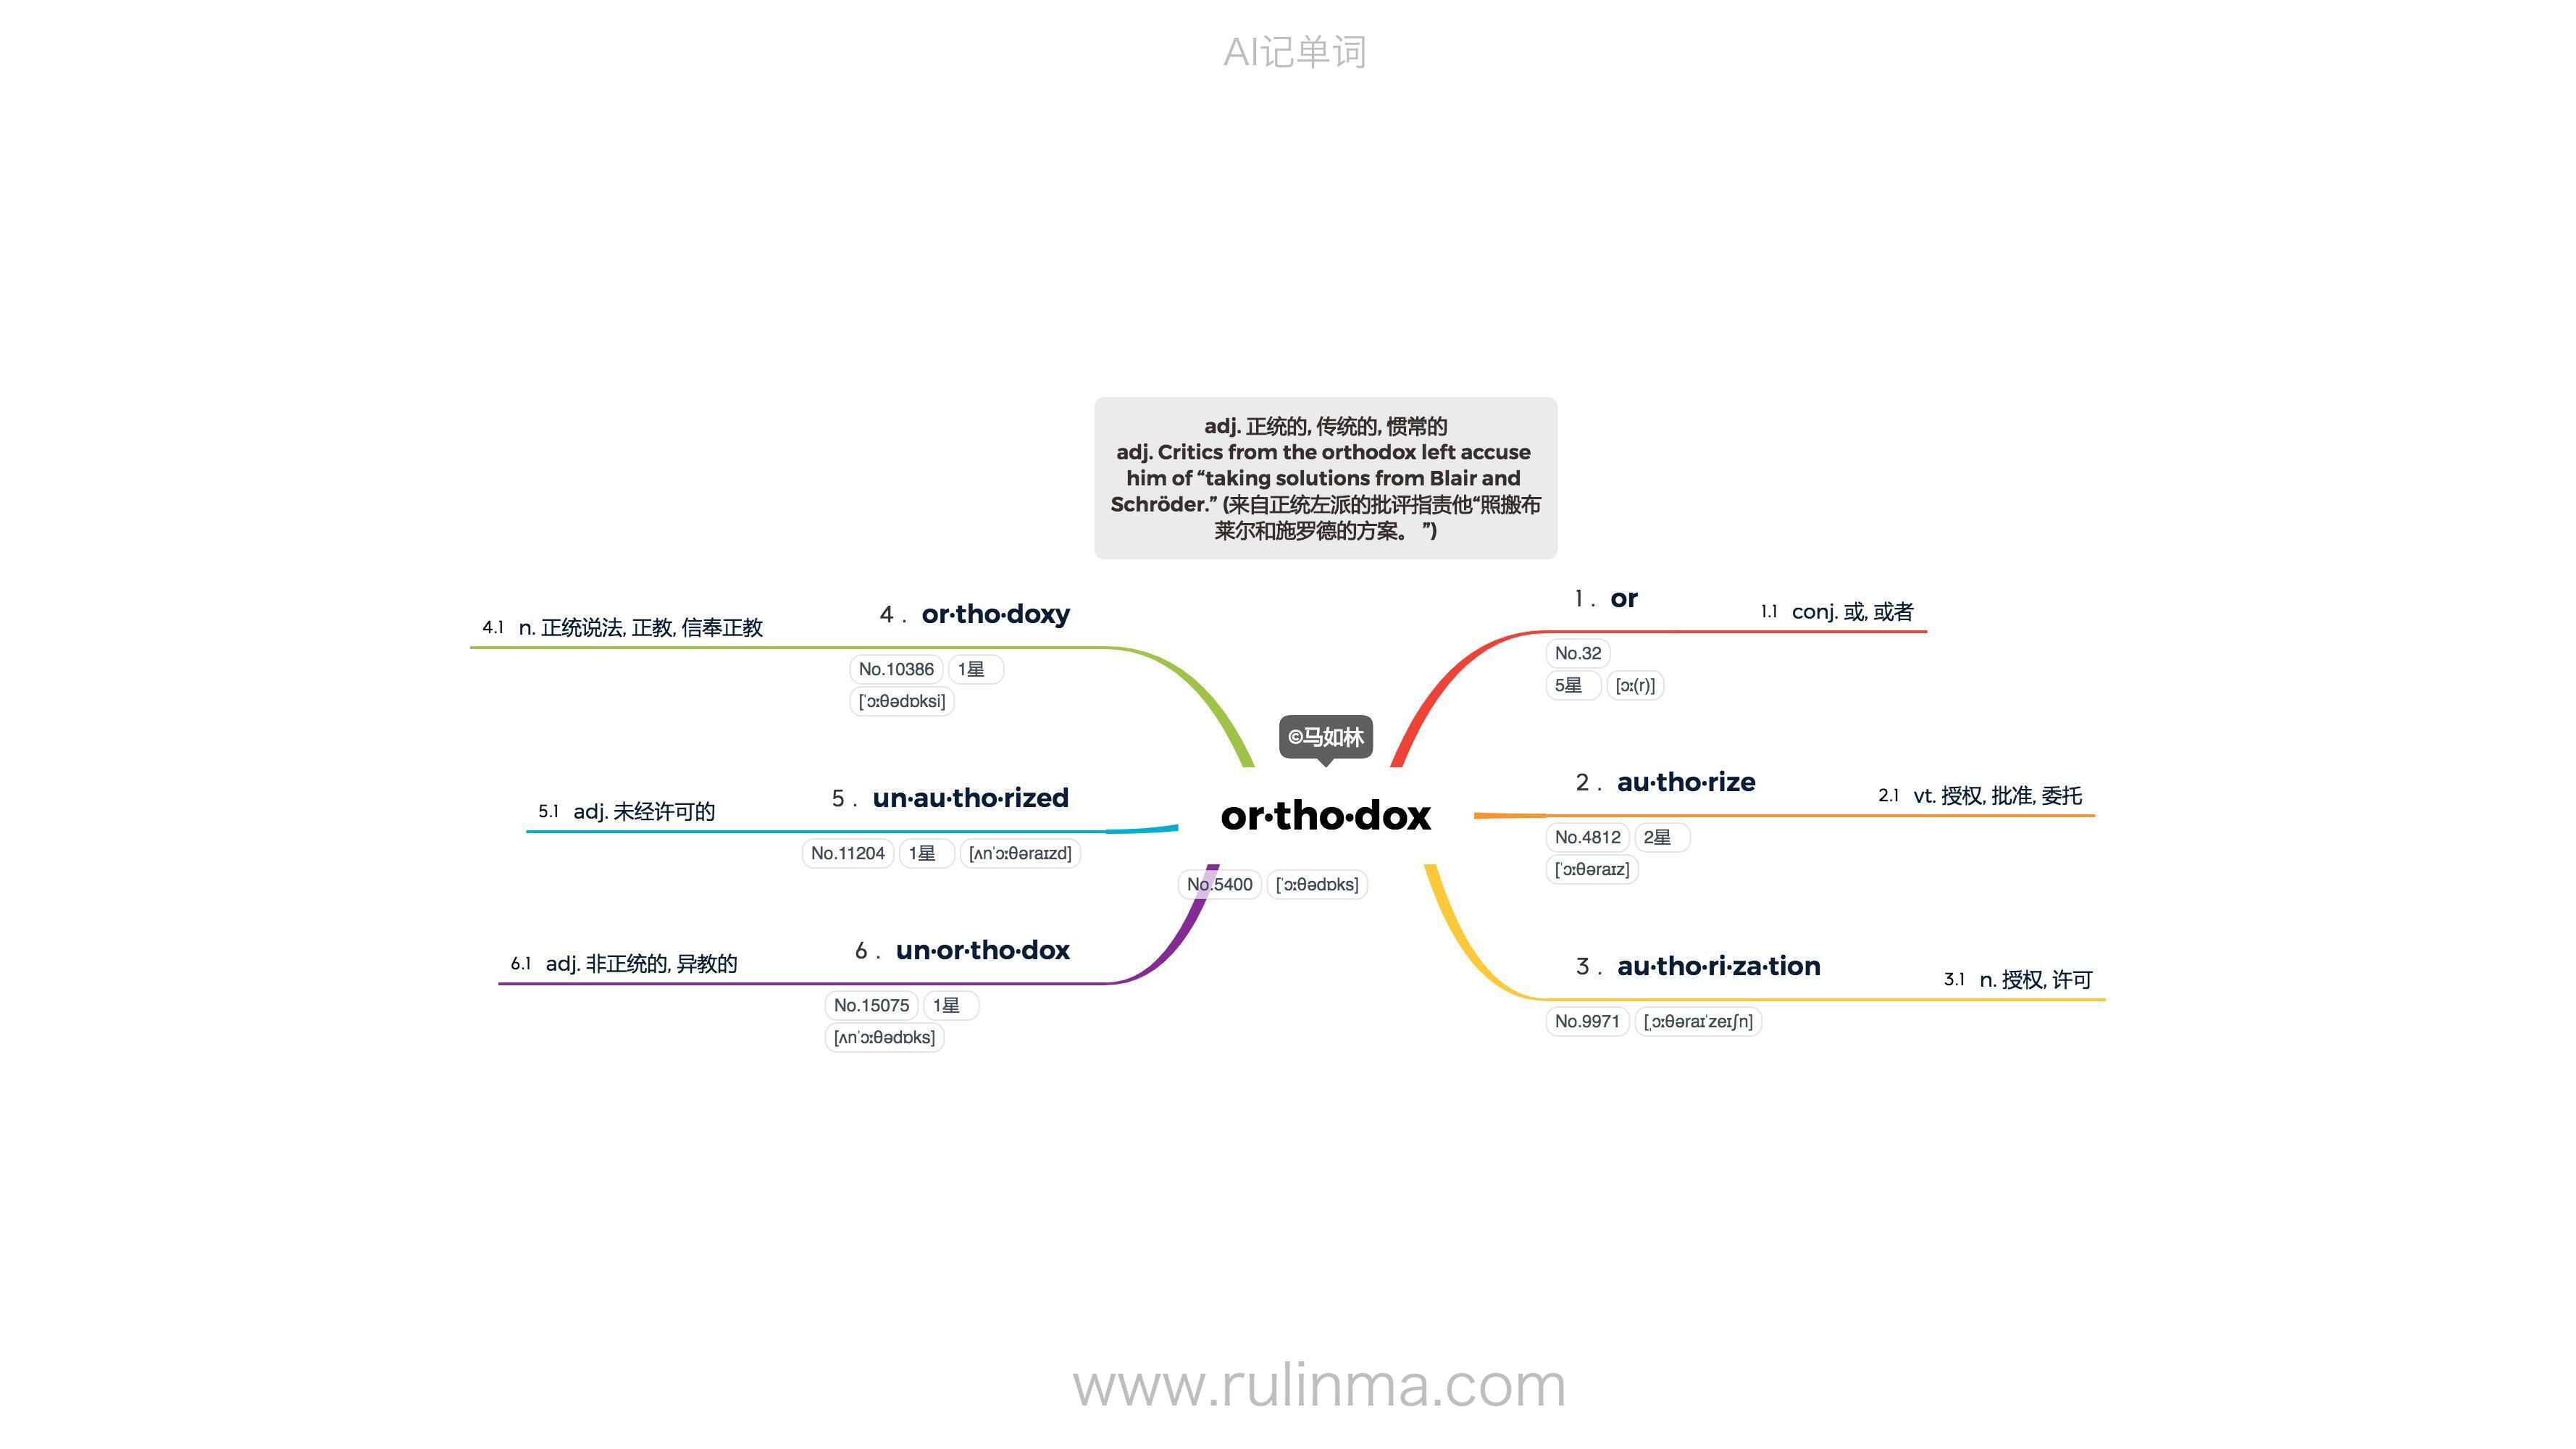 AI记单词
adj. 正统的, 传统的, 惯常的
adj. Critics from the orthodox left accuse
him of “taking solutions from Blair and
Schröder.” (来自正统左派的批评指责他“照搬布
莱尔和施罗德的方案。 ”)
©马如林
or·tho·dox
No.5400 [ˈɔːθədɒks]
1 . or
1.1 conj. 或, 或者
No.32
5星 [ɔː(r)]
2 . au·tho·rize
2.1 vt. 授权, 批准, 委托
No.4812 2星
[ˈɔːθəraɪz]
3 . au·tho·ri·za·tion
3.1 n. 授权, 许可
No.9971 [ˌɔːθəraɪˈzeɪʃn]
4 . or·tho·doxy
4.1 n. 正统说法, 正教, 信奉正教
No.10386 1星
[ˈɔːθədɒksi]
5 . un·au·tho·rized
5.1 adj. 未经许可的
No.11204 1星 [ʌnˈɔːθəraɪzd]
6 . un·or·tho·dox
6.1 adj. 非正统的, 异教的
No.15075 1星
[ʌnˈɔːθədɒks]
www.rulinma.com